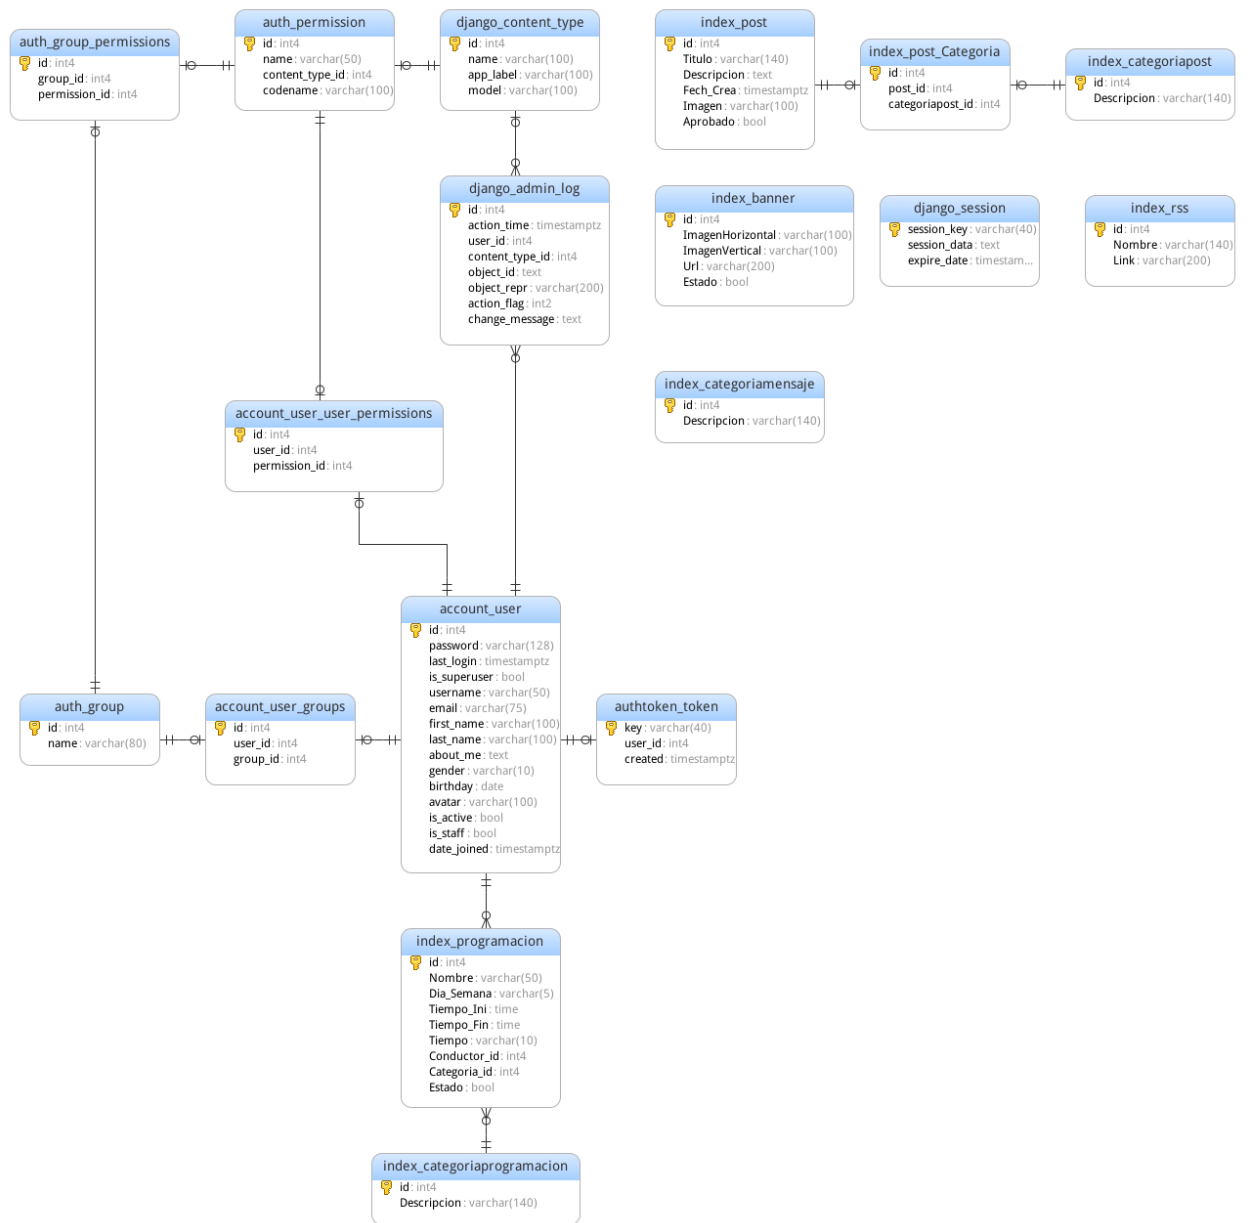 auth_group_permissions
id: int4
group_id: int4
permission_id: int4
auth_permission
id: int4
name: varchar(50)
content_type_id: int4
codename: varchar(100)
django_content_type
id: int4
name: varchar(100)
app_label: varchar(100)
model: varchar(100)
index_post
id: int4
Titulo: varchar(140)
Descripcion: text
Fech_Crea: timestamptz
Imagen: varchar(100)
Aprobado: bool
index_post_Categoria
id: int4
post_id: int4
categoriapost_id: int4
index_categoriapost
id: int4
Descripcion: varchar(140)
django_admin_log
id: int4
action_time: timestamptz
user_id: int4
content_type_id: int4
object_id: text
object_repr: varchar(200)
action_flag: int2
change_message: text
index_banner
id: int4
ImagenHorizontal: varchar(100)
ImagenVertical: varchar(100)
Url: varchar(200)
Estado: bool
django_session
session_key: varchar(40)
session_data: text
expire_date: timestam...
index_rss
id: int4
Nombre: varchar(140)
Link: varchar(200)
index_categoriamensaje
id: int4
Descripcion: varchar(140)
account_user_user_permissions
id: int4
user_id: int4
permission_id: int4
account_user
id: int4
password: varchar(128)
last_login: timestamptz
is_superuser: bool
username: varchar(50)
email: varchar(75)
first_name: varchar(100)
last_name: varchar(100)
about_me: text
gender: varchar(10)
birthday: date
avatar: varchar(100)
is_active: bool
is_staff: bool
date_joined: timestamptz
auth_group
id: int4
name: varchar(80)
account_user_groups
id: int4
user_id: int4
group_id: int4
authtoken_token
key: varchar(40)
user_id: int4
created: timestamptz
index_programacion
id: int4
Nombre: varchar(50)
Dia_Semana: varchar(5)
Tiempo_Ini: time
Tiempo_Fin: time
Tiempo: varchar(10)
Conductor_id: int4
Categoria_id: int4
Estado: bool
index_categoriaprogramacion
id: int4
Descripcion: varchar(140)